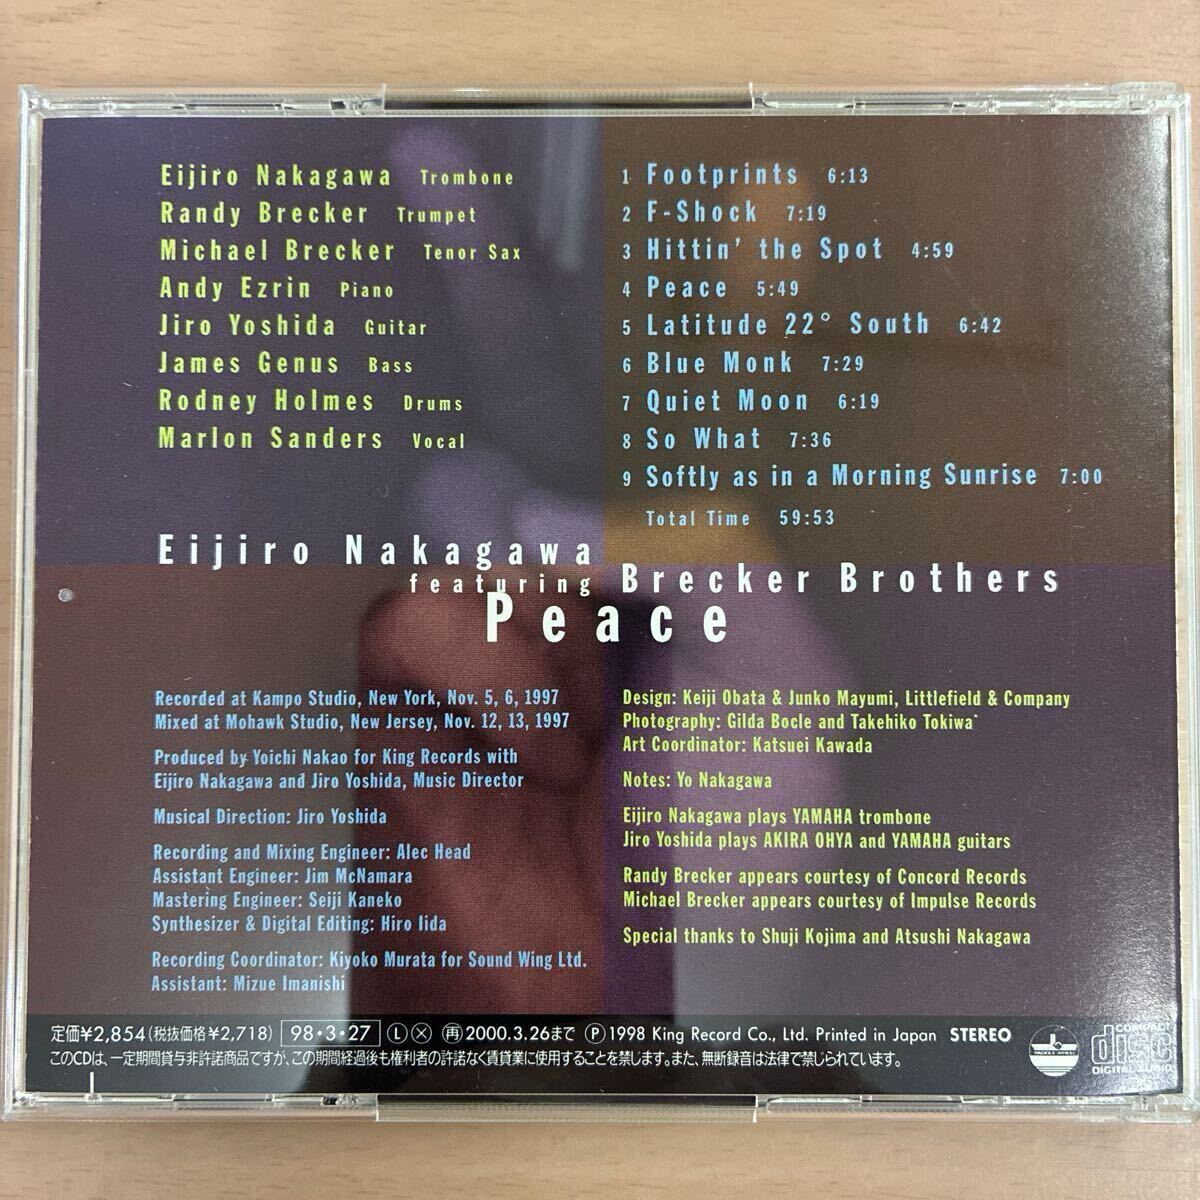 Eijiro Nakagawa Trombone
Randy Brecker Trumpet
Michael Brecker Tenor Sax
Andy Ezrin Piano
Jiro Yoshida Guitar
James Genus Bass
Rodney Holmes Drums
Marlon Sanders Vocal
1 Footprints 6:13
2 F-Shock 7:19
3 Hittin' the Spot 4:59
4 Peace 5:49
5 Latitude 22° South 6:42
6 Blue Monk 7:29
7 Quiet Moon 6:19
8 So What 7:36
9 Softly as in a Morning Sunrise 7:00
Total Time 59:53
Eijiro Nakagawa
featuring Brecker Brothers
Peace
Recorded at Kampo Studio, New York, Nov. 5, 6, 1997
Mixed at Mohawk Studio, New Jersey, Nov. 12, 13, 1997
Produced by Yoichi Nakao for King Records with
Eijiro Nakagawa and Jiro Yoshida, Music Director
Musical Direction: Jiro Yoshida
Recording and Mixing Engineer: Alec Head
Assistant Engineer: Jim McNamara
Mastering Engineer: Seiji Kaneko
Synthesizer & Digital Editing: Hiro Iida
Recording Coordinator: Kiyoko Murata for Sound Wing Ltd.
Assistant: Mizue Imanishi
Design: Keiji Obata & Junko Mayumi, Littlefield & Company
Photography: Gilda Bocle and Takehiko Tokiwa*
Art Coordinator: Katsuei Kawada
Notes: Yo Nakagawa
Eijiro Nakagawa plays YAMAHA trombone
Jiro Yoshida plays AKIRA OHYA and YAMAHA guitars
Randy Brecker appears courtesy of Concord Records
Michael Brecker appears courtesy of Impulse Records
Special thanks to Shuji Kojima and Atsushi Nakagawa
定価¥2,854(税抜価格¥2,718) 98・3・27 Ⓛ ⓧ ㊢2000.3.26まで Ⓟ 1998 King Record Co., Ltd. Printed in Japan STEREO
このCDは、一定期間貸与非許諾商品ですが、この期間経過後も権利者の許諾なく賃貸業に使用することを禁じます。また、無断録音は法律で禁じられています。
PADDLE WHEEL
COMPACT
disc
DIGITAL AUDIO